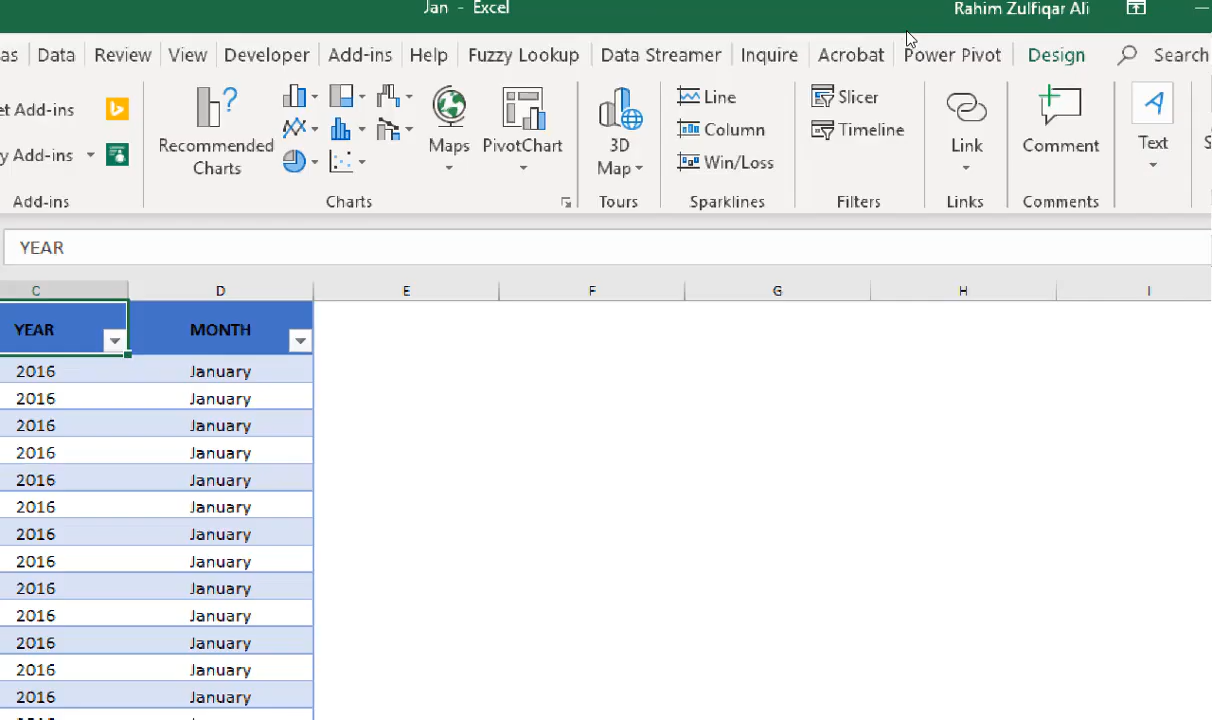 Jan - Excel
Rahim Zulfiqar Ali
as Data Review View Developer Add-ins Help Fuzzy Lookup Data Streamer Inquire Acrobat Power Pivot Design Search
et Add-ins
y Add-ins
Add-ins
Recommended
Charts
Maps
PivotChart
Charts
3D
Map
Tours
Line
Column
Win/Loss
Sparklines
Slicer
Timeline
Filters
Link
Links
Comment
Comments
Text
YEAR
C D E F G H I
YEAR MONTH
2016 January
2016 January
2016 January
2016 January
2016 January
2016 January
2016 January
2016 January
2016 January
2016 January
2016 January
2016 January
2016 January